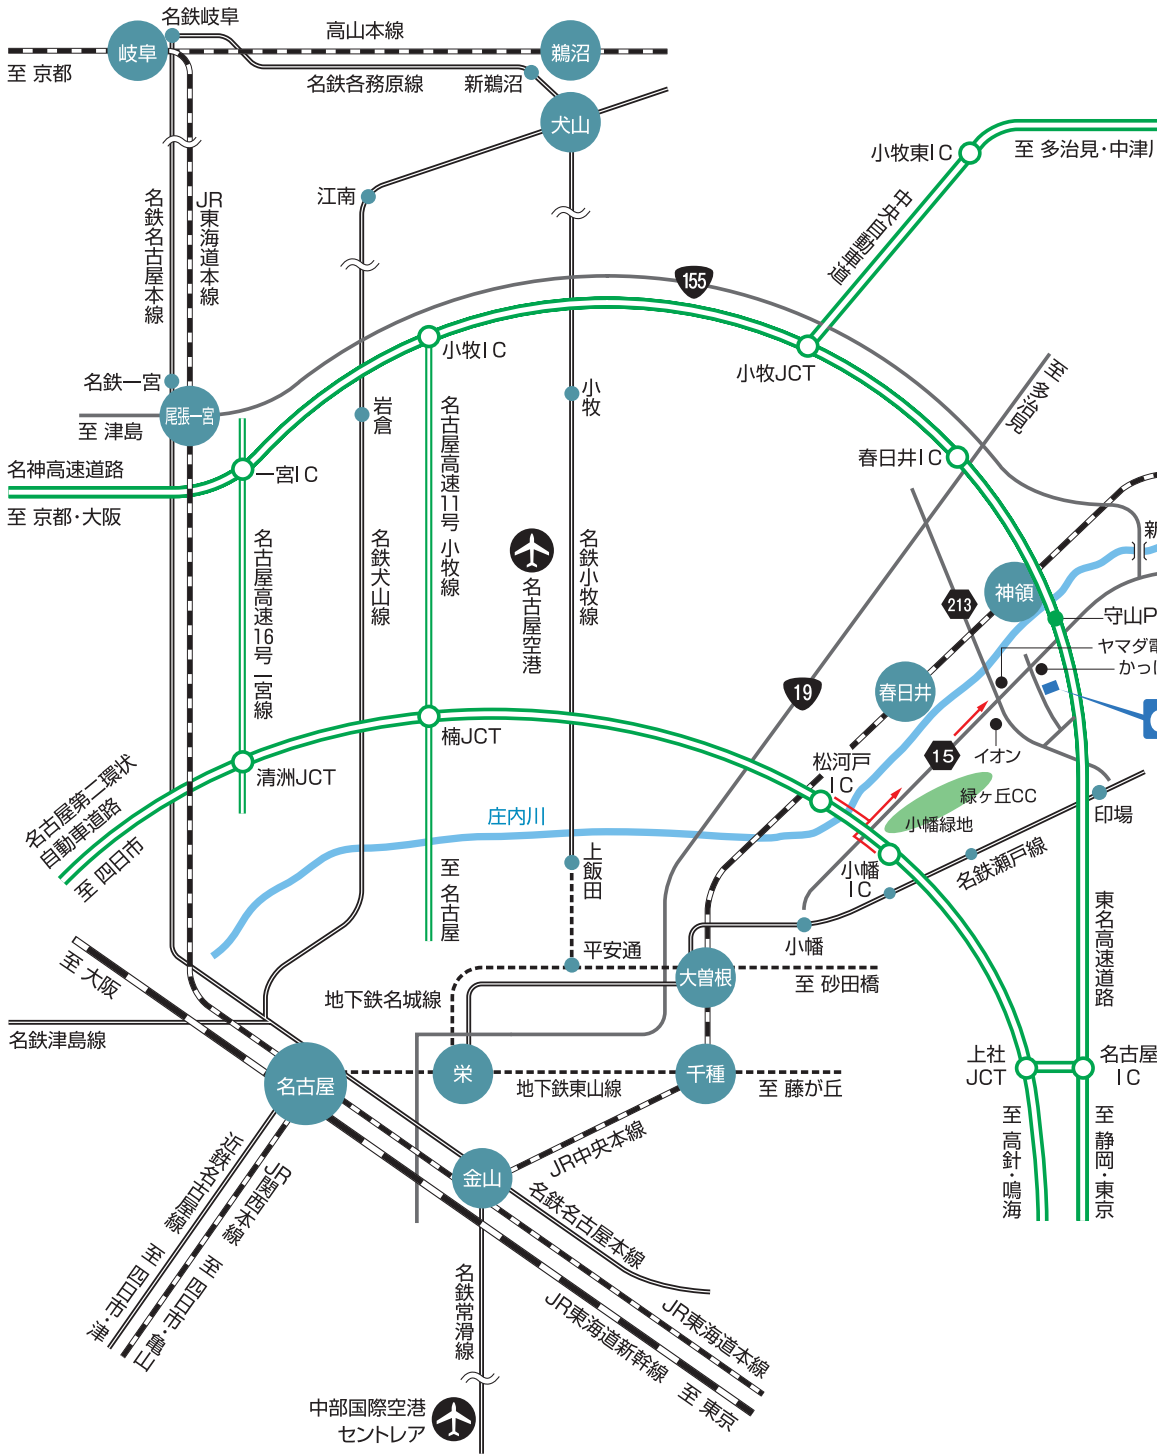 名鉄岐阜
高山本線
岐阜
鵜沼
至 京都
名鉄各務原線
新鵜沼
犬山
小牧東IC
至 多治見・中津
江南
名鉄名古屋本線
JR東海道本線
中央自動車道
155
小牧IC
小牧JCT
名鉄一宮
尾張一宮
至 津島
岩倉
名古屋高速11号 小牧線
小牧
至 多治見
名神高速道路
一宮IC
春日井IC
至 京都・大阪
名古屋高速16号 一宮線
名鉄犬山線
名古屋空港
名鉄小牧線
新
神領
213
守山P
ヤマダ電
かっ
春日井
19
楠JCT
松河戸
IC
15
イオン
清洲JCT
名古屋第二環状
自動車道路
至 四日市
庄内川
緑ヶ丘CC
小幡緑地
印場
至 名古屋
上飯田
小幡
IC
名鉄瀬戸線
東名高速道路
小幡
平安通
至 大阪
地下鉄名城線
大曽根
至 砂田橋
名鉄津島線
名古屋
栄
地下鉄東山線
千種
至 藤が丘
上社
JCT
名古屋
IC
至 高針・鳴海
至 静岡・東京
近鉄名古屋線
至 四日市・津
JR関西本線
至 四日市・亀山
金山
JR中央本線
名鉄名古屋本線
名鉄常滑線
JR東海道新幹線
JR東海道本線
至 東京
中部国際空港
セントレア